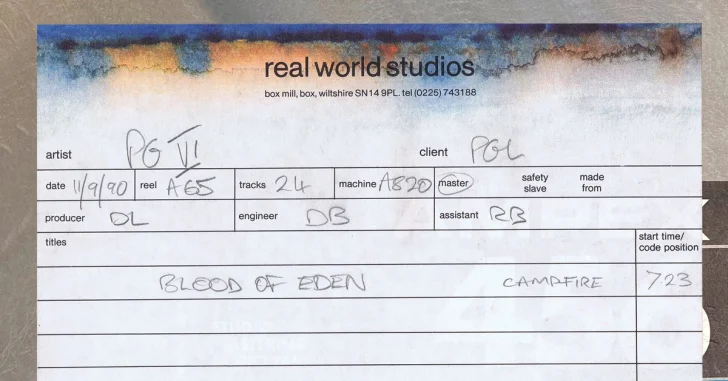 real world studios
box mill, box, wiltshire SN14 9PL. tel (0225) 743188
artist PG VI client PGL
date 11/9/90 reel A65 tracks 24 machine A820 master safety slave made from
producer DL engineer DB assistant RB
titles start time/ code position
BLOOD OF EDEN CAMPFIRE 723